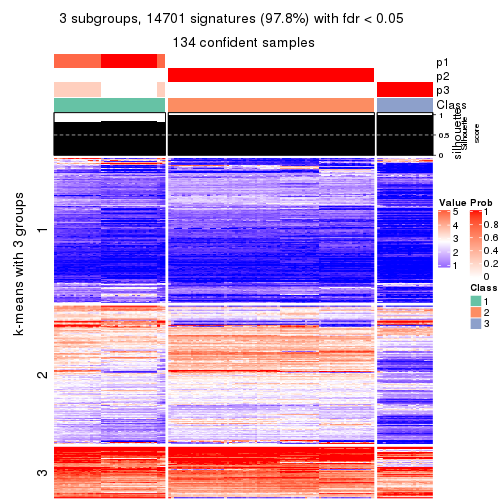 3 subgroups, 14701 signatures (97.8%) with fdr < 0.05
134 confident samples
p1
p2
p3
Class
silhouette
Silhouette
score
1
0.5
0
k-means with 3 groups
1
2
3
Value
5
4
3
2
1
Prob
1
0.8
0.6
0.4
0.2
0
Class
1
2
3